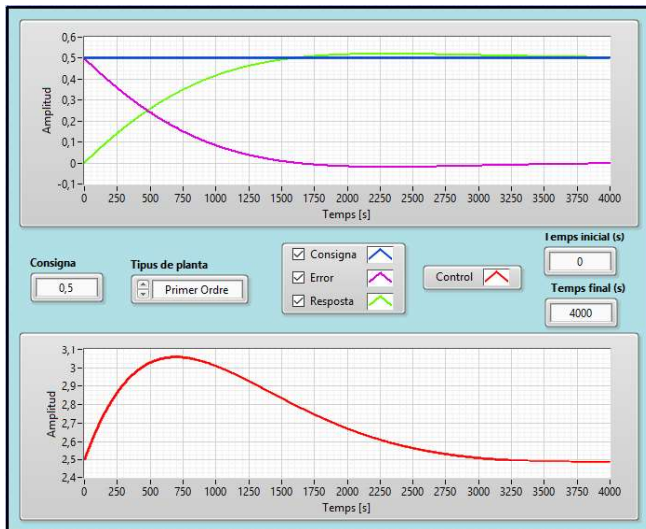 0,6
0,5
0,4
0,3
0,2
0,1
0
-0,1
Amplitud
0 250 500 750 1000 1250 1500 1750 2000 2250 2500 2750 3000 3250 3500 3750 4000
Temps [s]
Consigna
0,5
Tipus de planta
Primer Ordre
Consigna
Error
Resposta
Control
Temps inicial (s)
0
Temps final (s)
4000
3,1
3
2,9
2,8
2,7
2,6
2,5
2,4
Amplitud
0 250 500 750 1000 1250 1500 1750 2000 2250 2500 2750 3000 3250 3500 3750 4000
Temps [s]